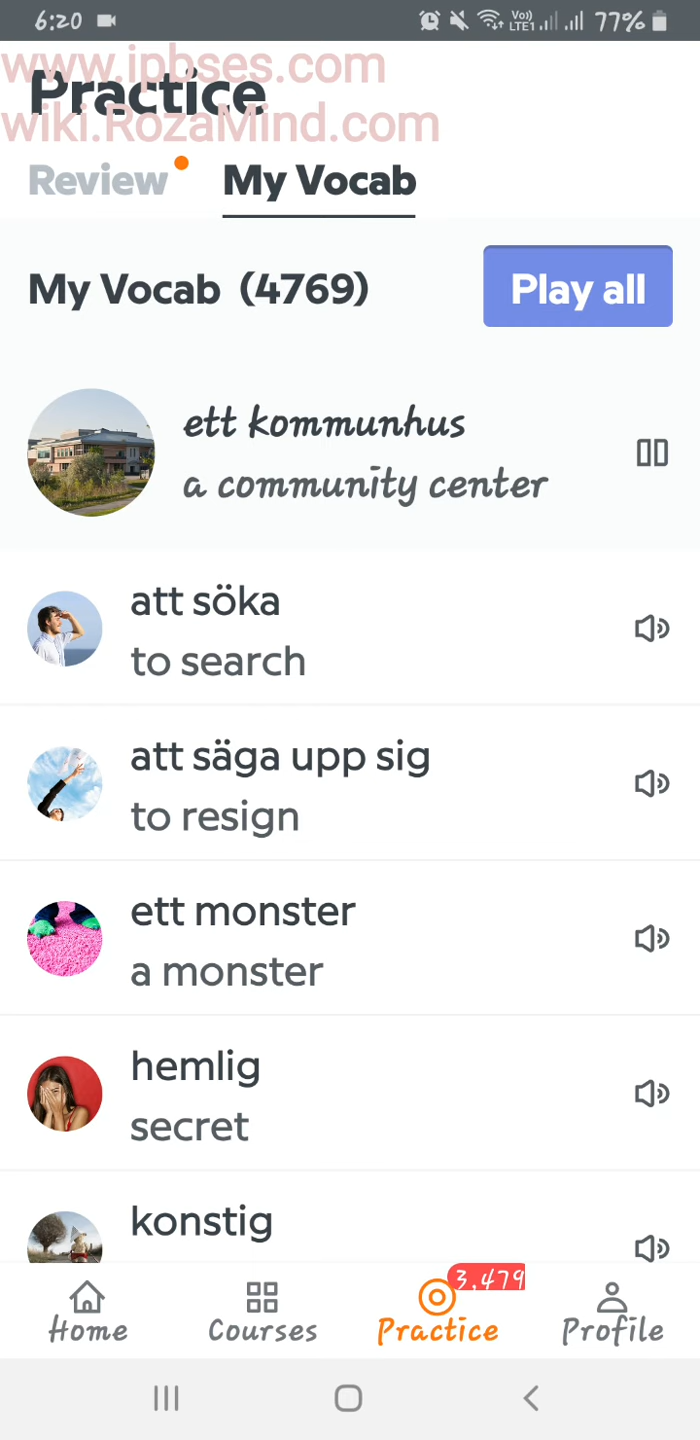 6:20
Vo)) LTE1
77%
www.ipbses.com
Practice
wiki.RozaMind.com
Review
My Vocab
My Vocab (4769)
Play all
ett kommunhus
a community center
att söka
to search
att säga upp sig
to resign
ett monster
a monster
hemlig
secret
konstig
3,479
Home
Courses
Practice
Profile